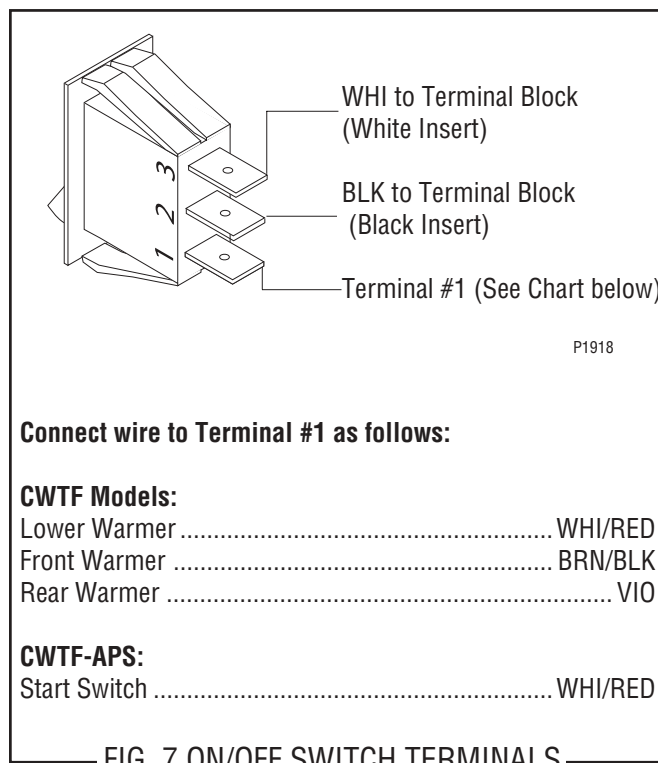 WHI to Terminal Block
(White Insert)
3
BLK to Terminal Block
(Black Insert)
2
1
Terminal #1 (See Chart below)
P1918
Connect wire to Terminal #1 as follows:
CWTF Models:
Lower Warmer ........................................................ WHI/RED
Front Warmer ......................................................... BRN/BLK
Rear Warmer .................................................................. VIO
CWTF-APS:
Start Switch ............................................................ WHI/RED
FIG. 7 ON/OFF SWITCH TERMINALS